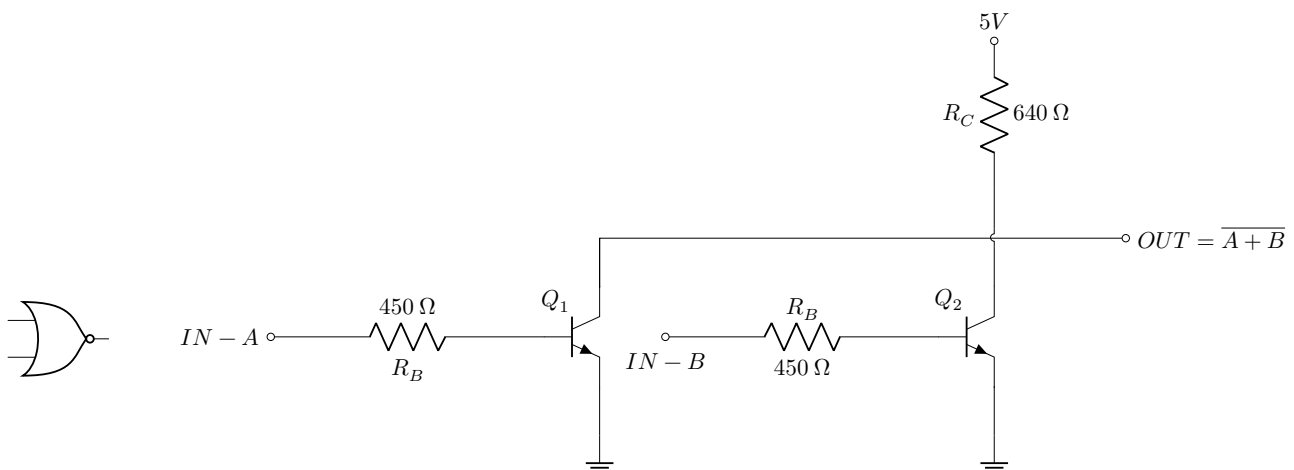 5V
R_C 640 Ω
OUT = \overline{A + B}
450 Ω
Q_1
R_B
Q_2
IN − A
R_B
IN − B
450 Ω